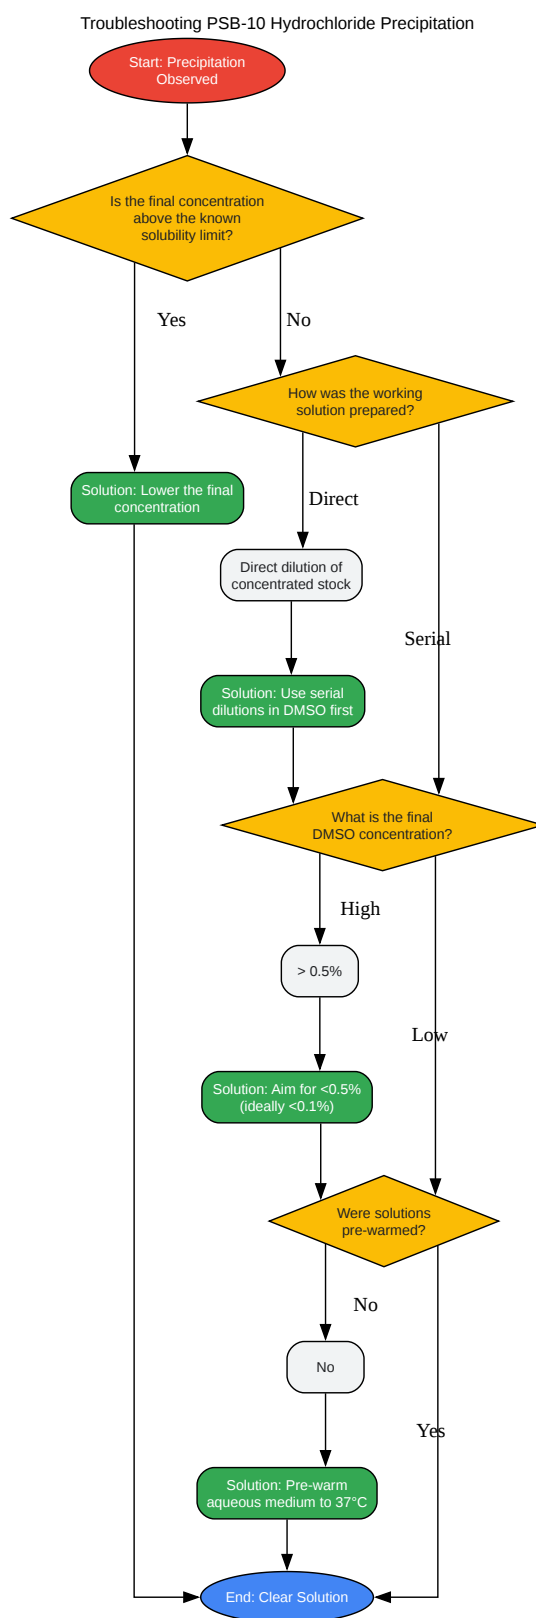 Troubleshooting PSB-10 Hydrochloride Precipitation
Start: Precipitation
Observed
Is the final concentration
above the known
solubility limit?
Yes
No
How was the working
solution prepared?
Solution: Lower the final
concentration
Direct
Direct dilution of
concentrated stock
Serial
Solution: Use serial
dilutions in DMSO first
What is the final
DMSO concentration?
High
> 0.5%
Low
Solution: Aim for <0.5%
(ideally <0.1%)
Were solutions
pre-warmed?
No
No
Yes
Solution: Pre-warm
aqueous medium to 37°C
End: Clear Solution